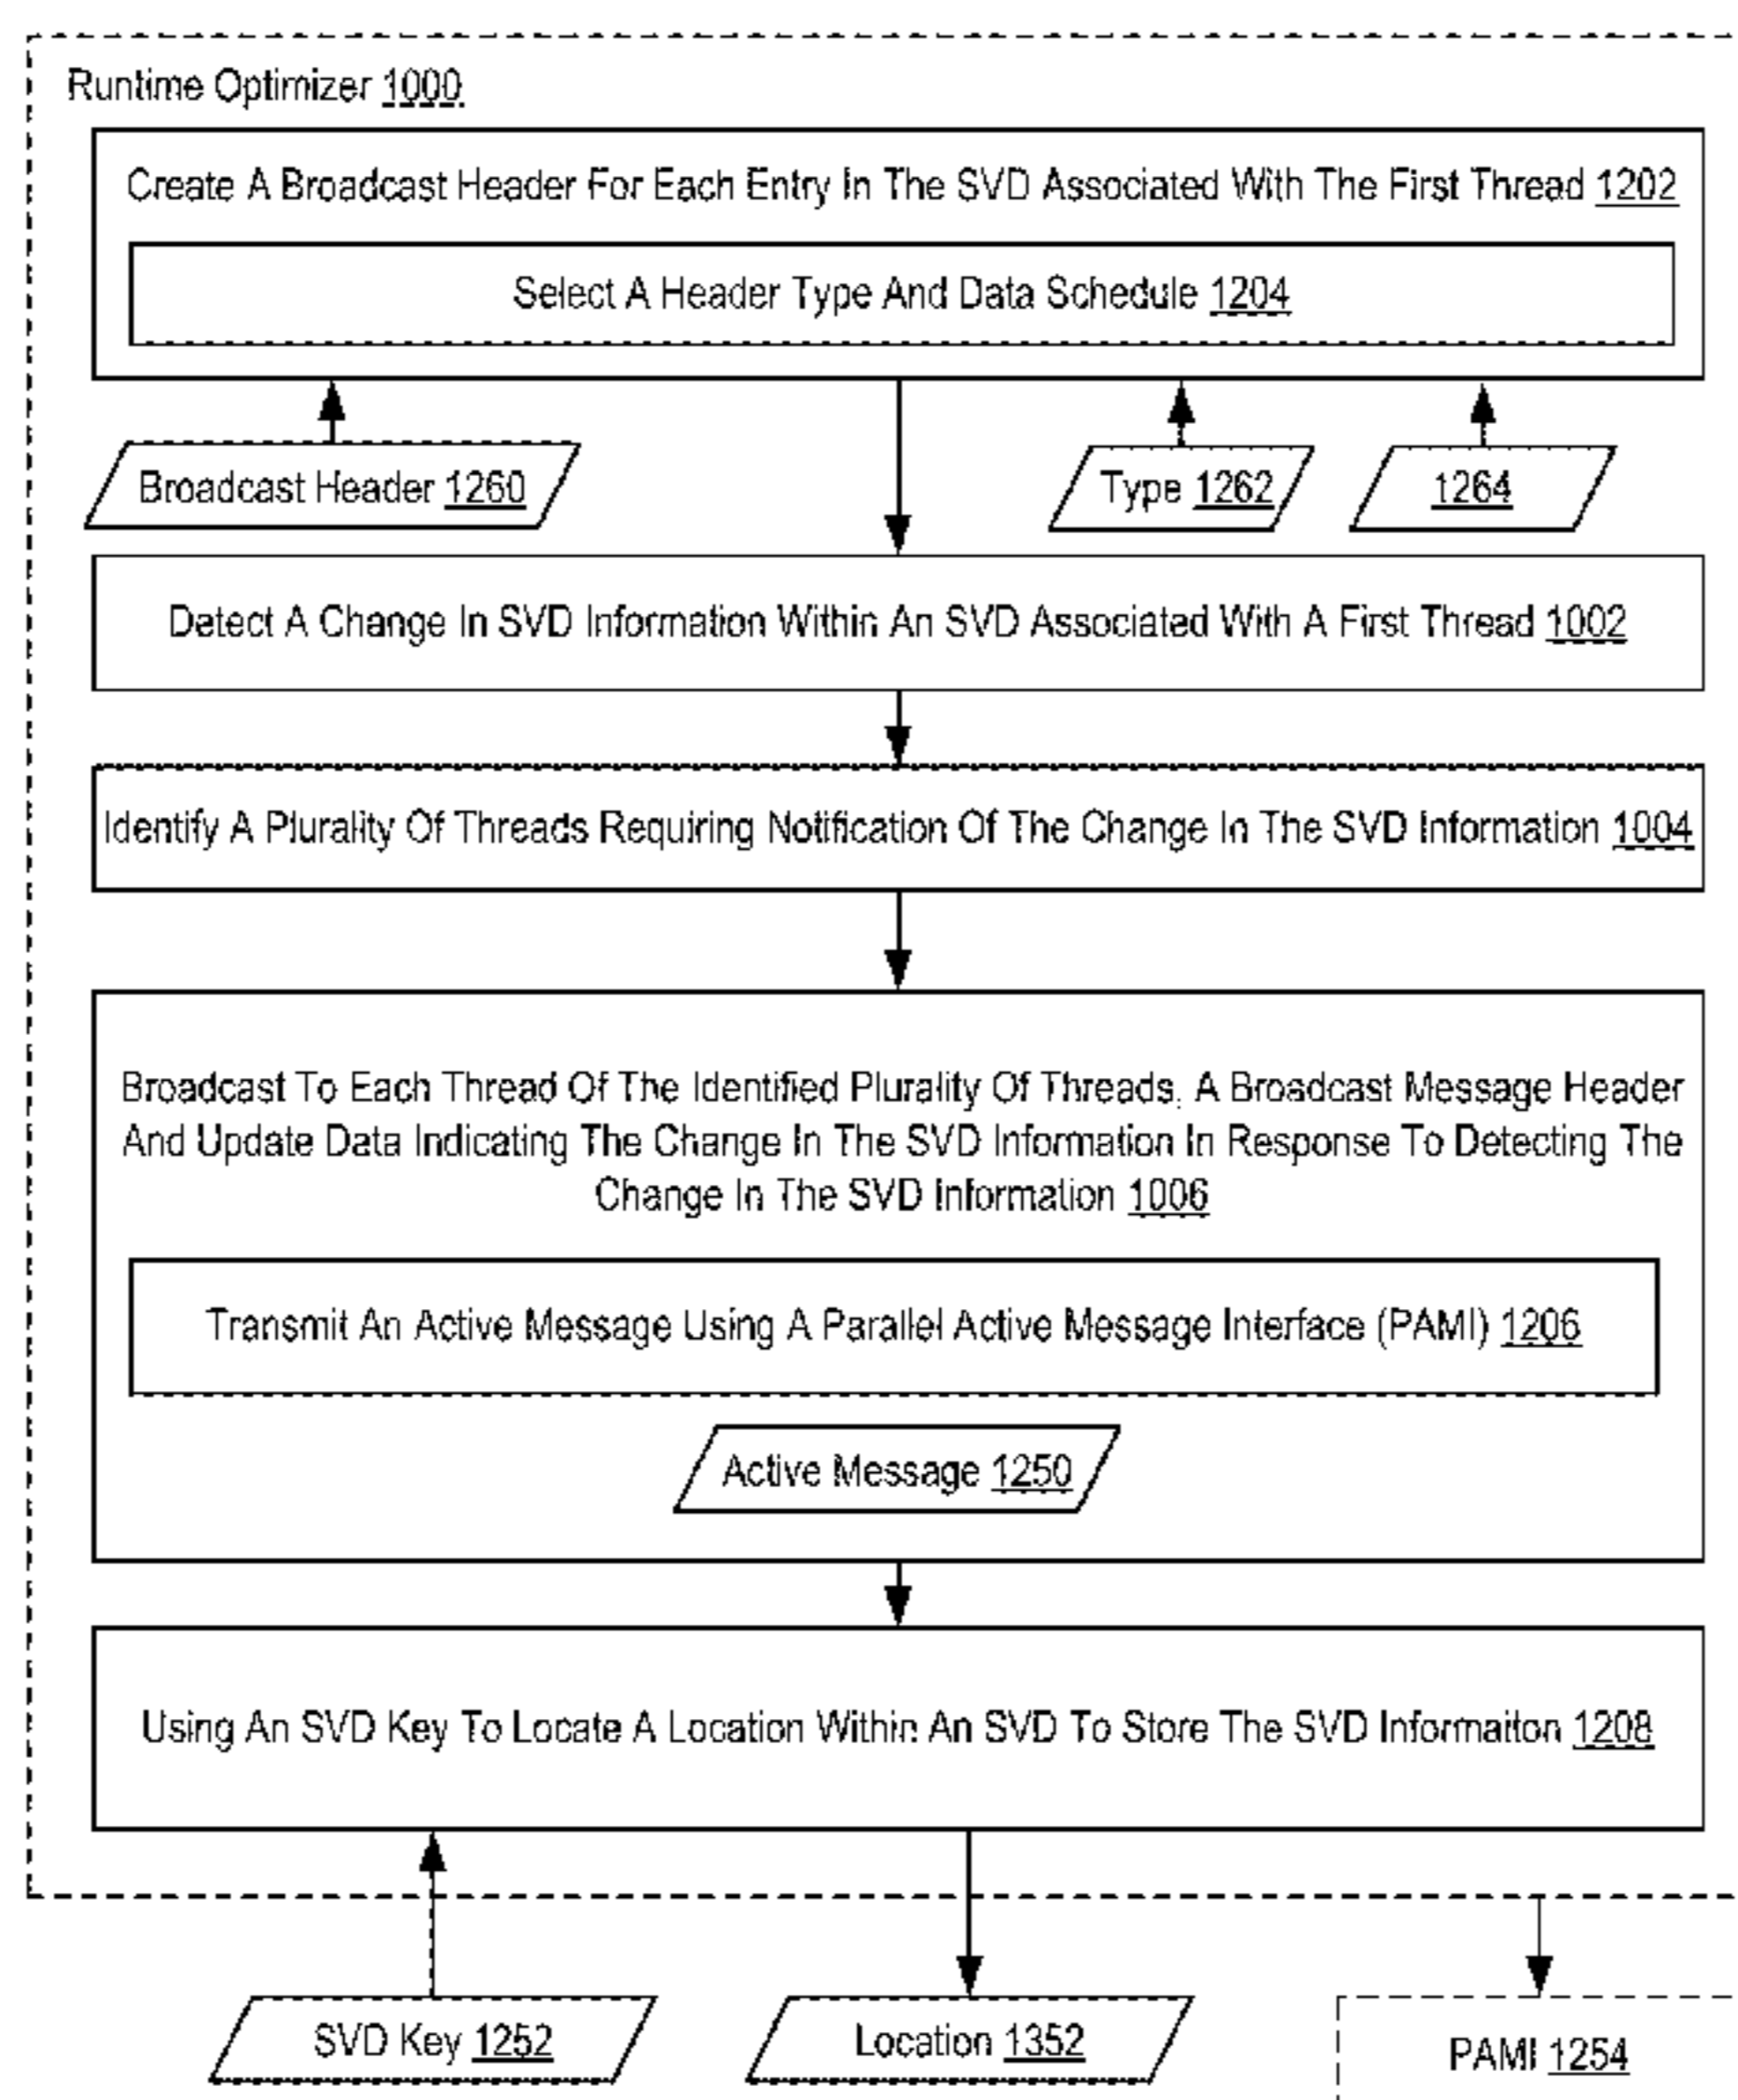 Runtime Optimizer 1000
Create A Broadcast Header For Each Entry In The SVD Associated With The First Thread 1202
Select A Header Type And Data Schedule 1204
Broadcast Header 1260
Type 1262
1264
Detect A Change In SVD Information Within An SVD Associated With A First Thread 1002
Identify A Plurality Of Threads Requiring Notification Of The Change In The SVD Information 1004
Broadcast To Each Thread Of The Identified Plurality Of Threads, A Broadcast Message Header
And Update Data Indicating The Change In The SVD Information In Response To Detecting The
Change In The SVD Information 1006
Transmit An Active Message Using A Parallel Active Message Interface (PAMI) 1206
Active Message 1250
Using An SVD Key To Locate A Location Within An SVD To Store The SVD Informaiton 1208
SVD Key 1252
Location 1352
PAMI 1254